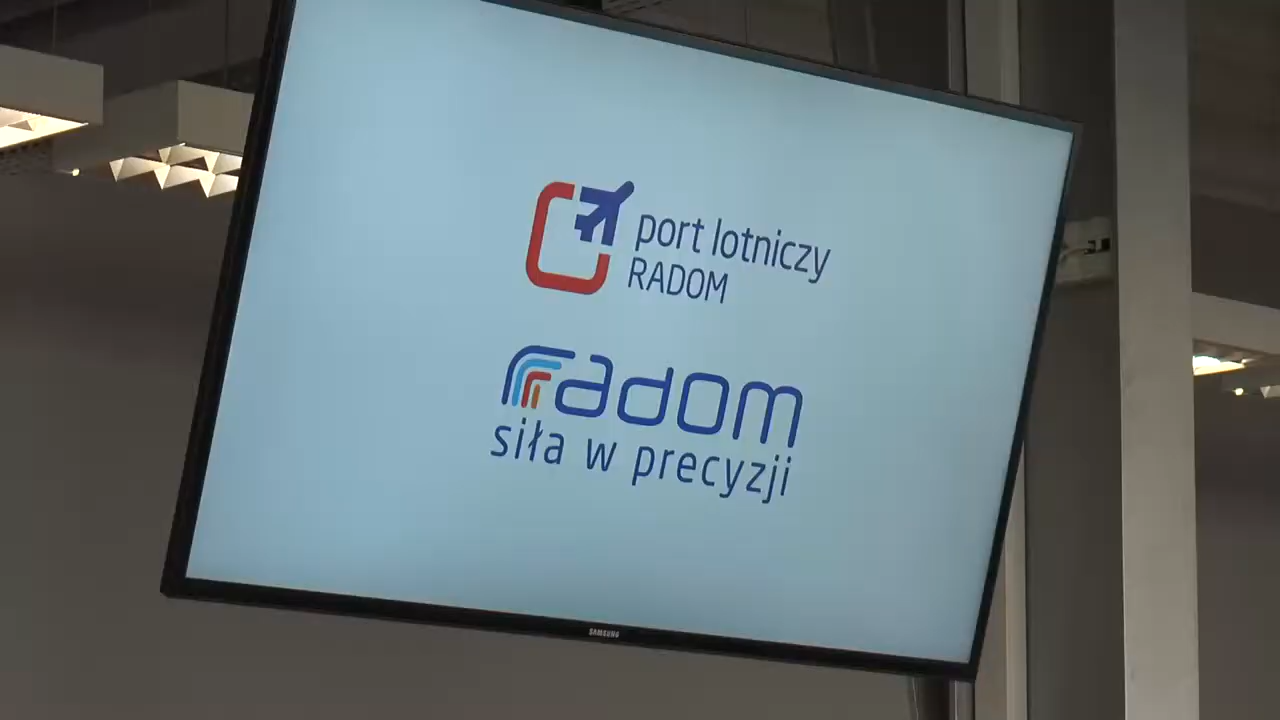 port lotniczy
RADOM
radom
siła w precyzji
SAMSUNG